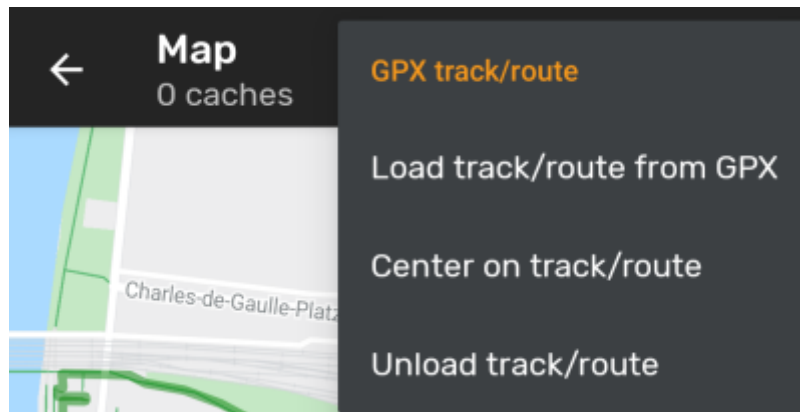 Map
0 caches
GPX track/route
Load track/route from GPX
Center on track/route
Unload track/route
Charles-de-Gaulle-Platz